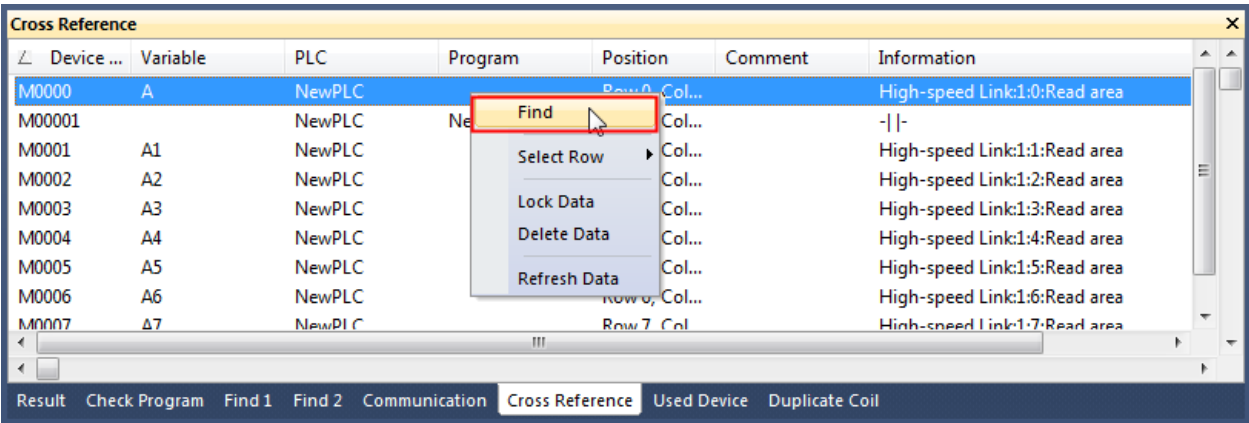 Cross Reference
Device ... Variable PLC Program Position Comment Information
M0000 A NewPLC Row 0, Col... High-speed Link:1:0:Read area
M00001 NewPLC Ne Col... -| |-
M0001 A1 NewPLC Col... High-speed Link:1:1:Read area
M0002 A2 NewPLC Col... High-speed Link:1:2:Read area
M0003 A3 NewPLC Col... High-speed Link:1:3:Read area
M0004 A4 NewPLC Col... High-speed Link:1:4:Read area
M0005 A5 NewPLC Col... High-speed Link:1:5:Read area
M0006 A6 NewPLC Row 6, Col... High-speed Link:1:6:Read area
M0007 A7 NewPLC Row 7, Col High-speed Link:1:7:Read area
Find
Select Row
Lock Data
Delete Data
Refresh Data
Result Check Program Find 1 Find 2 Communication Cross Reference Used Device Duplicate Coil